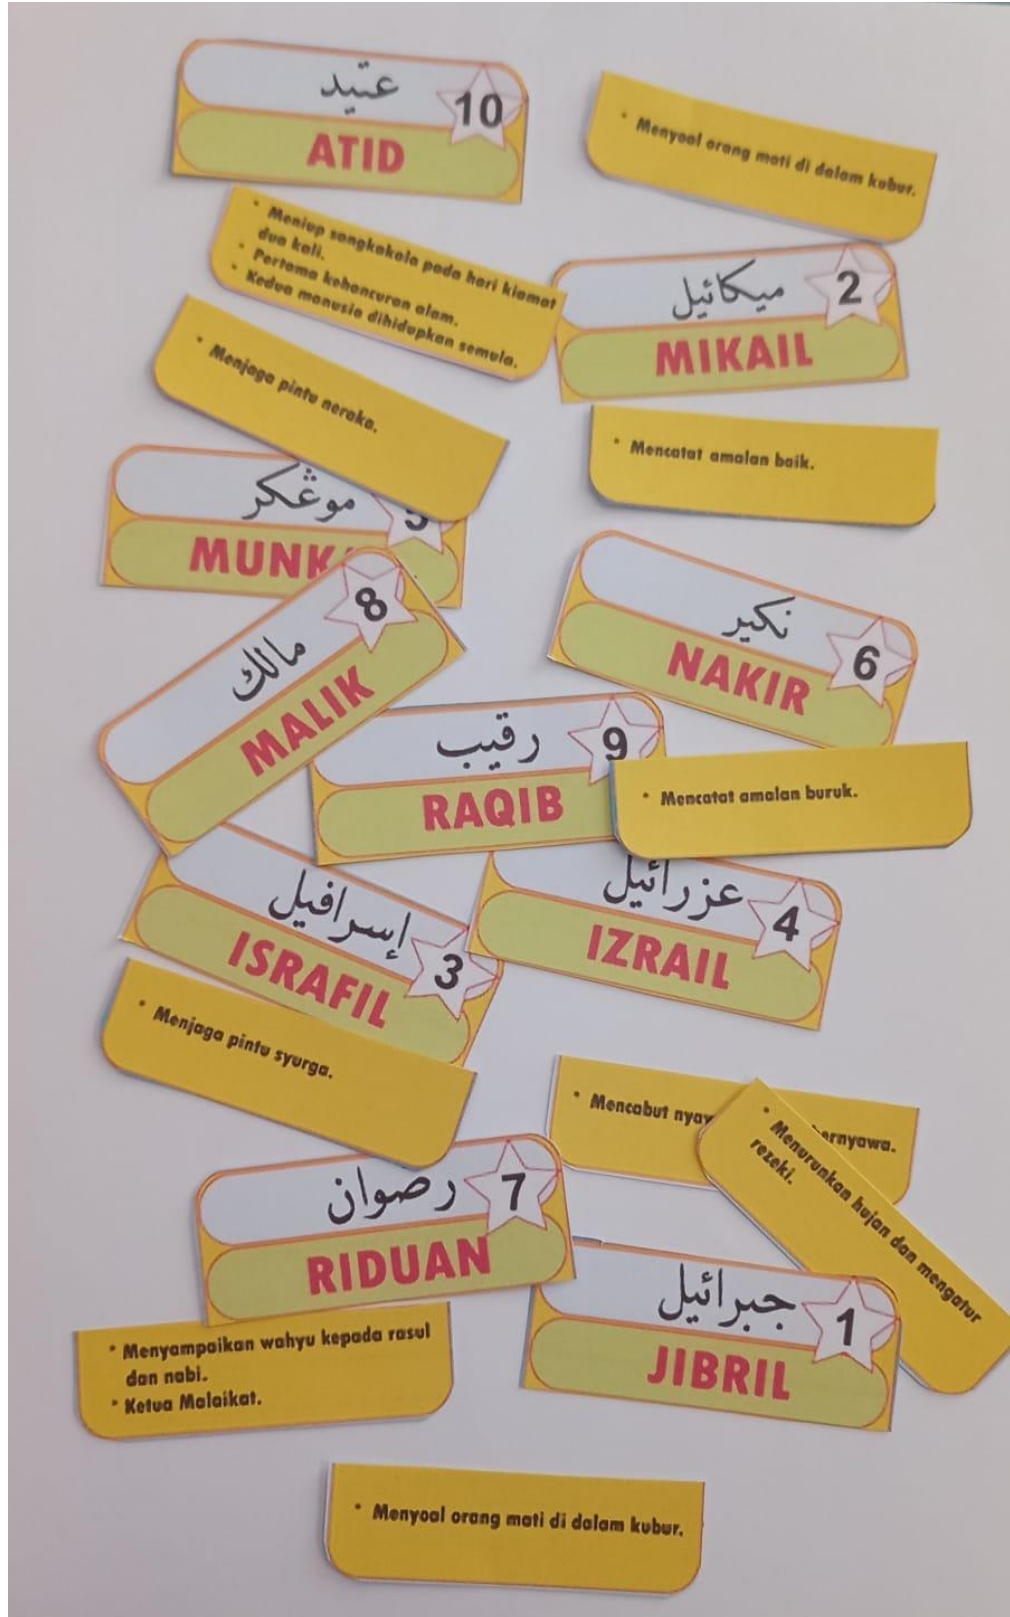 عتيد
10
ATID
• Menyoal orang mati di dalam kubur.
• Meniup sangkakala pada hari kiamat
dua kali.
• Pertama kehancuran alam.
• Kedua manusia dihidupkan semula.
ميكائيل
2
MIKAIL
• Menjaga pintu neraka.
• Mencatat amalan baik.
موڠكر
5
MUNK
نكير
6
NAKIR
8
مالك
MALIK
رقيب
9
RAQIB
• Mencatat amalan buruk.
إسرافيل
3
ISRAFIL
عزرائيل
4
IZRAIL
• Menjaga pintu syurga.
• Mencabut
ernyawa.
• Menurunkan hujan dan mengatur
rezeki.
رصوان
7
RIDUAN
جبرائيل
1
JIBRIL
• Menyampaikan wahyu kepada rasul
dan nabi.
• Ketua Malaikat.
• Menyoal orang mati di dalam kubur.